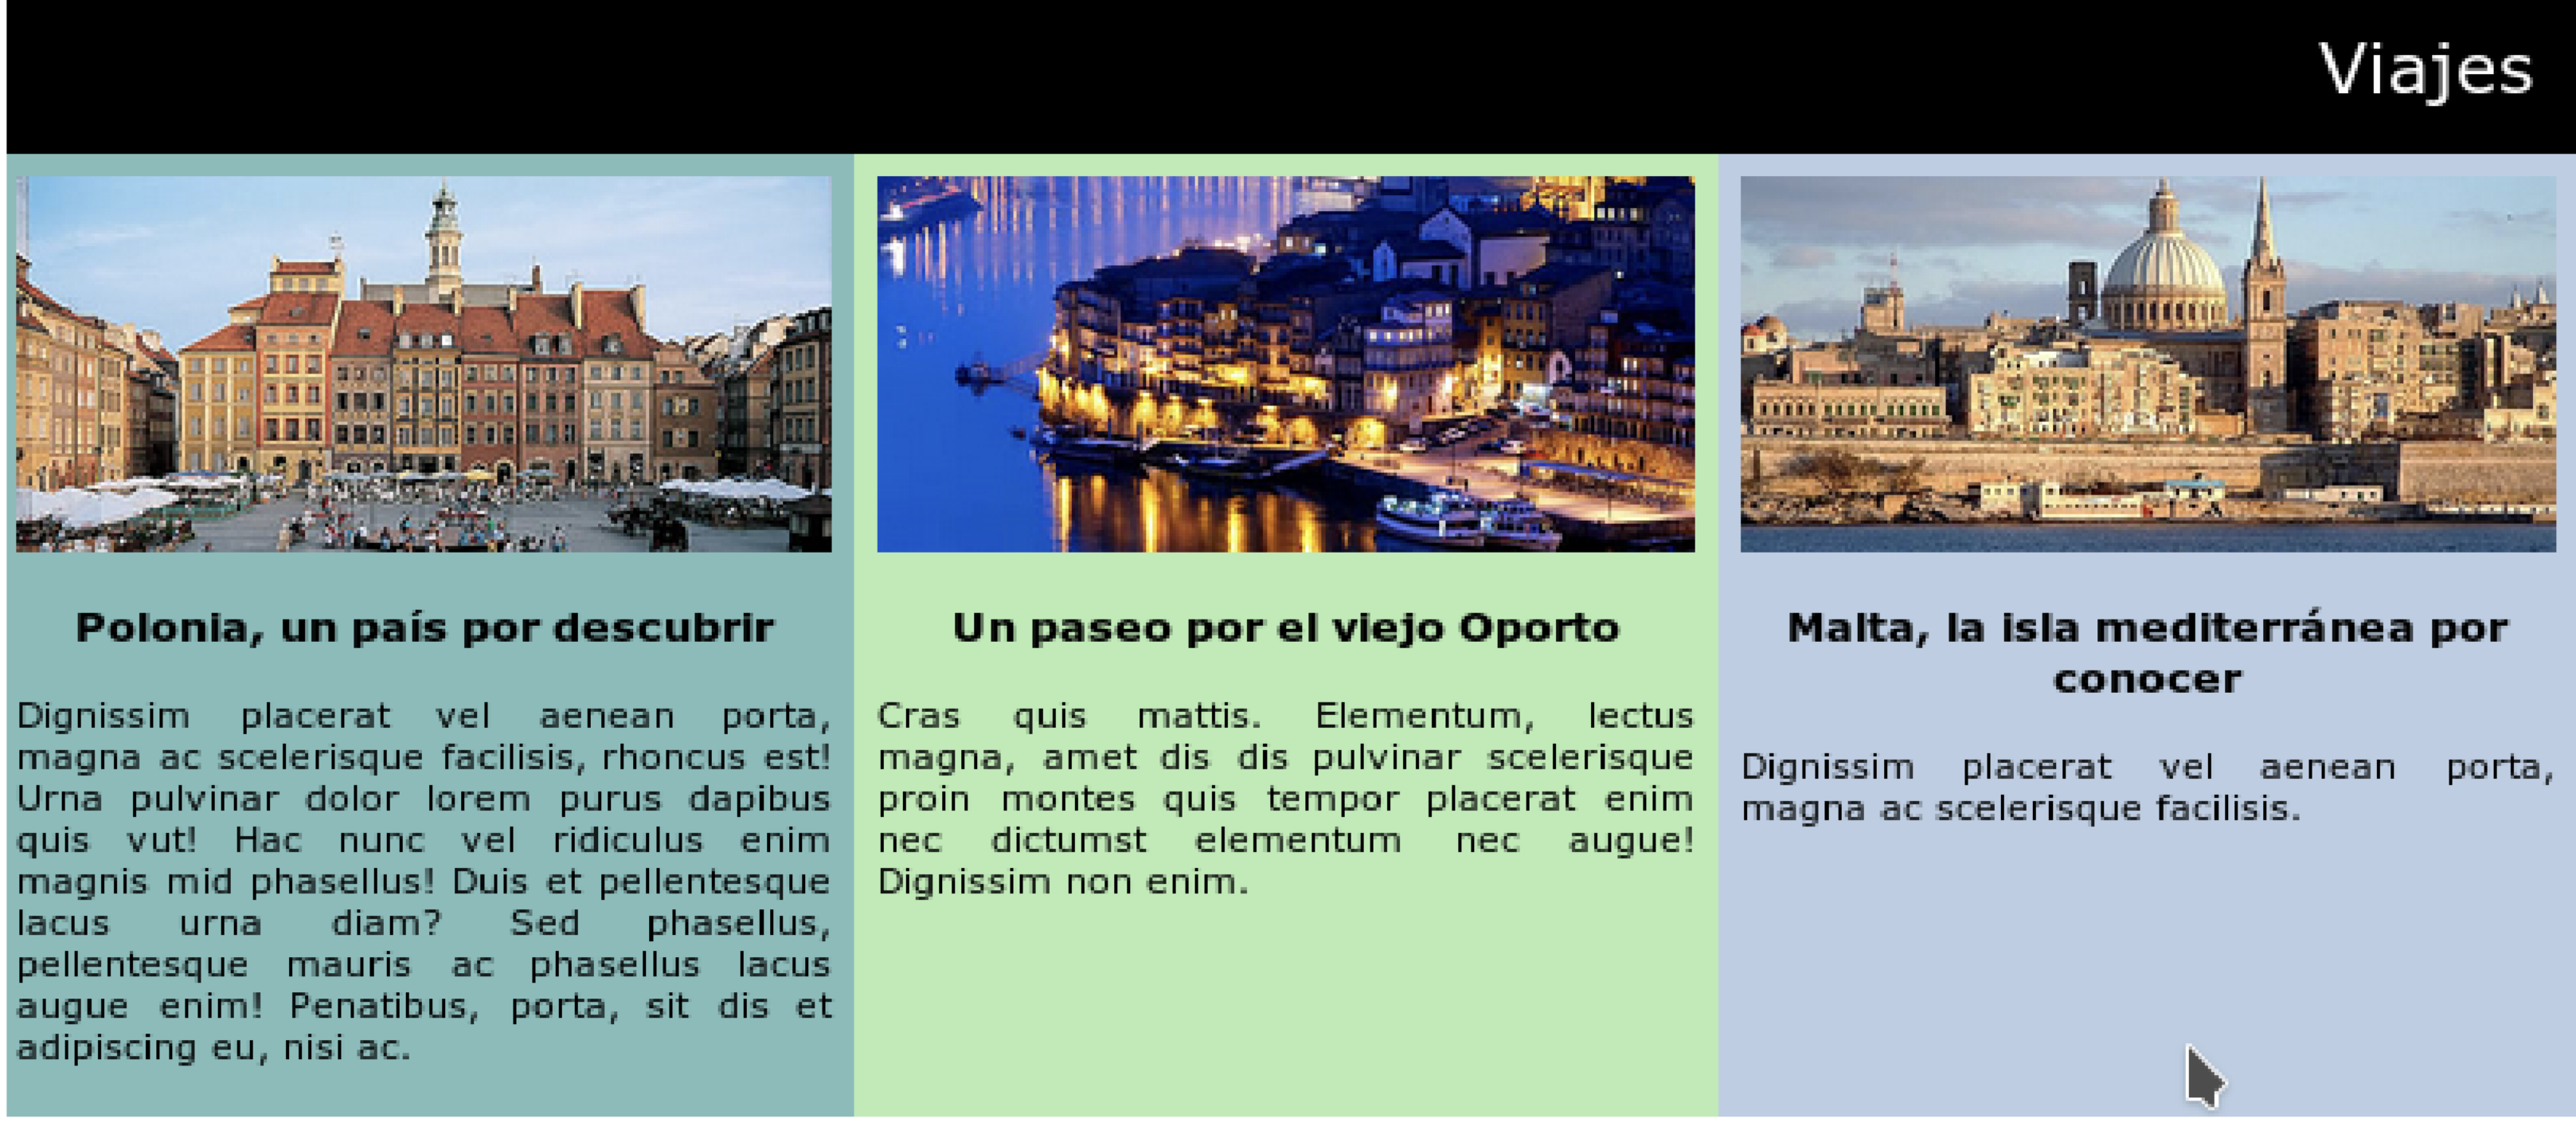 Viajes
Polonia, un país por descubrir
Dignissim placerat vel aenean porta,
magna ac scelerisque facilisis, rhoncus est!
Urna pulvinar dolor lorem purus dapibus
quis vut! Hac nunc vel ridiculus enim
magnis mid phasellus! Duis et pellentesque
lacus urna diam? Sed phasellus,
pellentesque mauris ac phasellus lacus
augue enim! Penatibus, porta, sit dis et
adipiscing eu, nisi ac.
Un paseo por el viejo Oporto
Cras quis mattis. Elementum, lectus
magna, amet dis dis pulvinar scelerisque
proin montes quis tempor placerat enim
nec dictumst elementum nec augue!
Dignissim non enim.
Malta, la isla mediterránea por
conocer
Dignissim placerat vel aenean porta,
magna ac scelerisque facilisis.